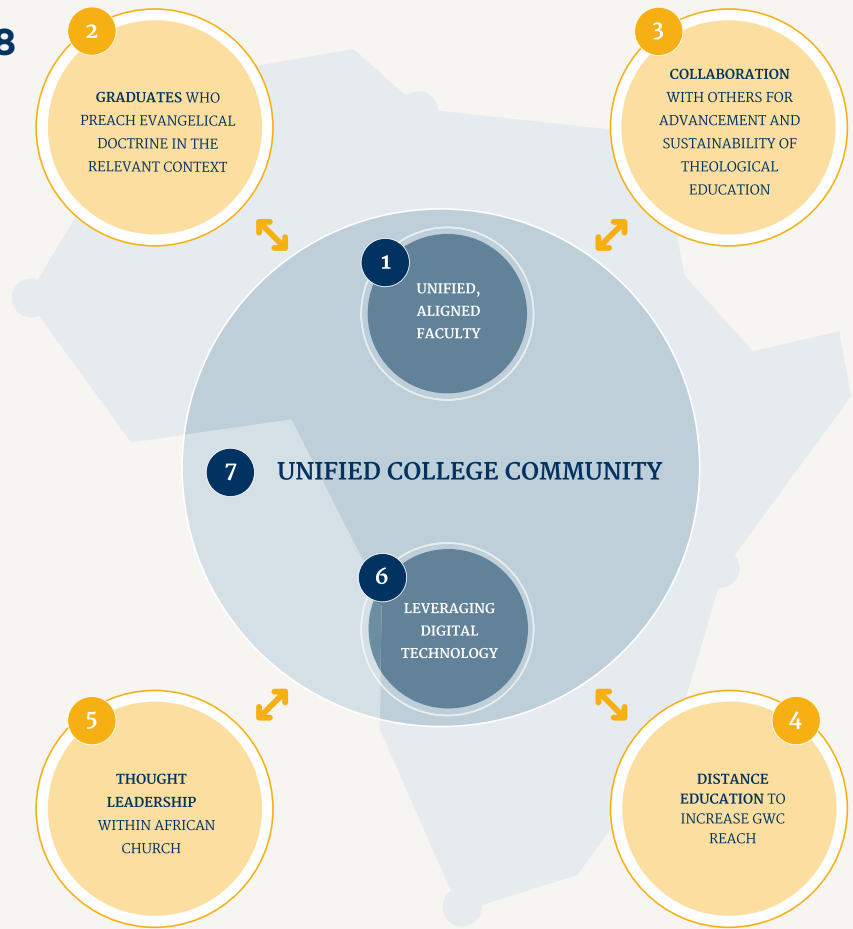 8
2
GRADUATES WHO
PREACH EVANGELICAL
DOCTRINE IN THE
RELEVANT CONTEXT
3
COLLABORATION
WITH OTHERS FOR
ADVANCEMENT AND
SUSTAINABILITY OF
THEOLOGICAL
EDUCATION
1
UNIFIED,
ALIGNED
FACULTY
7
UNIFIED COLLEGE COMMUNITY
6
LEVERAGING
DIGITAL
TECHNOLOGY
5
THOUGHT
LEADERSHIP
WITHIN AFRICAN
CHURCH
4
DISTANCE
EDUCATION TO
INCREASE GWC
REACH